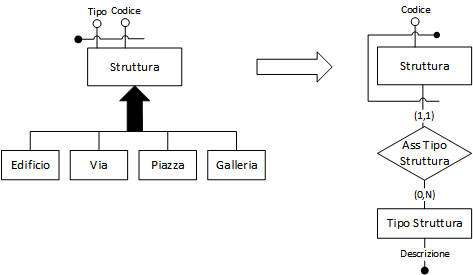 Tipo Codice
Struttura
Edificio Via Piazza Galleria
Codice
Struttura
(1,1)
Ass Tipo
Struttura
(0,N)
Tipo Struttura
Descrizione